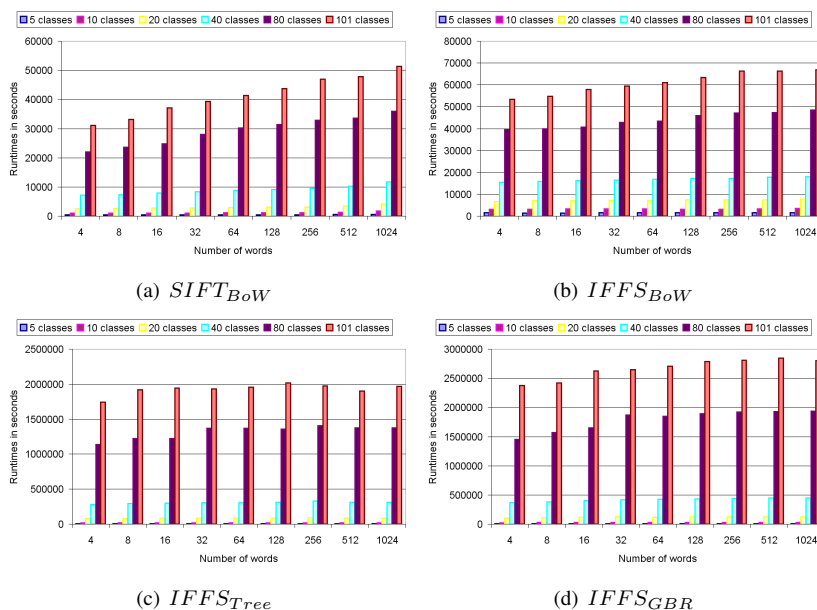 5 classes 10 classes 20 classes 40 classes 80 classes 101 classes
60000
50000
40000
30000
20000
10000
0
Runtimes in seconds
4 8 16 32 64 128 256 512 1024
Number of words
(a) SIFT_BoW
5 classes 10 classes 20 classes 40 classes 80 classes 101 classes
80000
70000
60000
50000
40000
30000
20000
10000
0
Runtimes in seconds
4 8 16 32 64 128 256 512 1024
Number of words
(b) IFFS_BoW
5 classes 10 classes 20 classes 40 classes 80 classes 101 classes
2500000
2000000
1500000
1000000
500000
0
Runtimes in seconds
4 8 16 32 64 128 256 512 1024
Number of words
(c) IFFS_Tree
5 classes 10 classes 20 classes 40 classes 80 classes 101 classes
3000000
2500000
2000000
1500000
1000000
500000
0
Runtimes in seconds
4 8 16 32 64 128 256 512 1024
Number of words
(d) IFFS_GBR